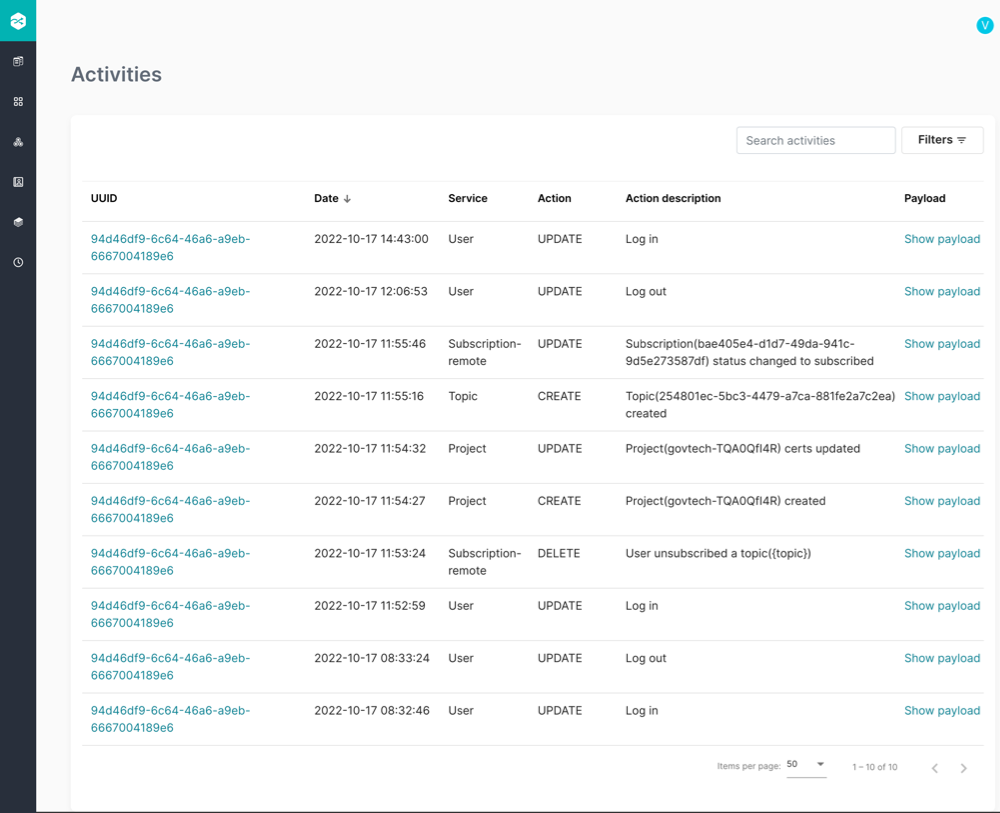 V
Activities
Search activities
Filters
UUID Date ↓ Service Action Action description Payload
94d46df9-6c64-46a6-a9eb- 2022-10-17 14:43:00 User UPDATE Log in Show payload
6667004189e6
94d46df9-6c64-46a6-a9eb- 2022-10-17 12:06:53 User UPDATE Log out Show payload
6667004189e6
94d46df9-6c64-46a6-a9eb- 2022-10-17 11:55:46 Subscription- UPDATE Subscription(bae405e4-d1d7-49da-941c- Show payload
6667004189e6 remote 9d5e273587df) status changed to subscribed
94d46df9-6c64-46a6-a9eb- 2022-10-17 11:55:16 Topic CREATE Topic(254801ec-5bc3-4479-a7ca-881fe2a7c2ea) Show payload
6667004189e6 created
94d46df9-6c64-46a6-a9eb- 2022-10-17 11:54:32 Project UPDATE Project(govtech-TQA0QfI4R) certs updated Show payload
6667004189e6
94d46df9-6c64-46a6-a9eb- 2022-10-17 11:54:27 Project CREATE Project(govtech-TQA0QfI4R) created Show payload
6667004189e6
94d46df9-6c64-46a6-a9eb- 2022-10-17 11:53:24 Subscription- DELETE User unsubscribed a topic({topic}) Show payload
6667004189e6 remote
94d46df9-6c64-46a6-a9eb- 2022-10-17 11:52:59 User UPDATE Log in Show payload
6667004189e6
94d46df9-6c64-46a6-a9eb- 2022-10-17 08:33:24 User UPDATE Log out Show payload
6667004189e6
94d46df9-6c64-46a6-a9eb- 2022-10-17 08:32:46 User UPDATE Log in Show payload
6667004189e6
Items per page: 50 1 – 10 of 10